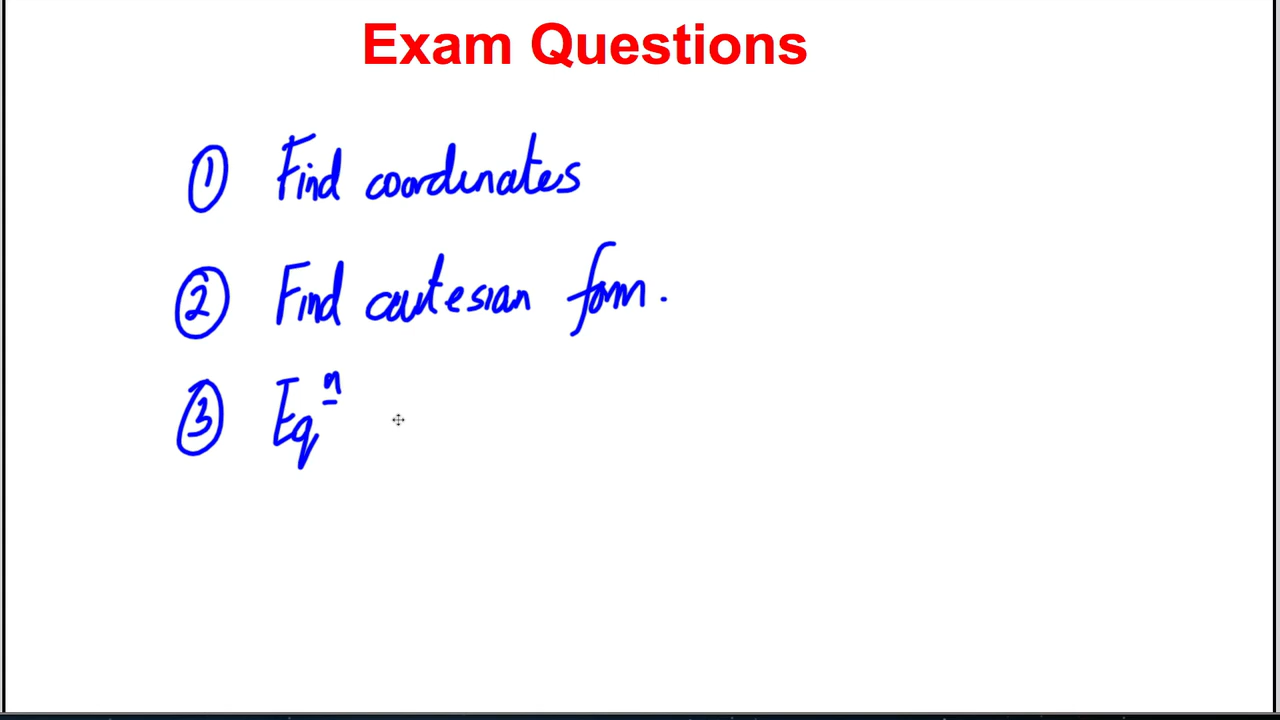 Exam Questions
① Find coordinates
② Find cartesian form.
③ Eqⁿ